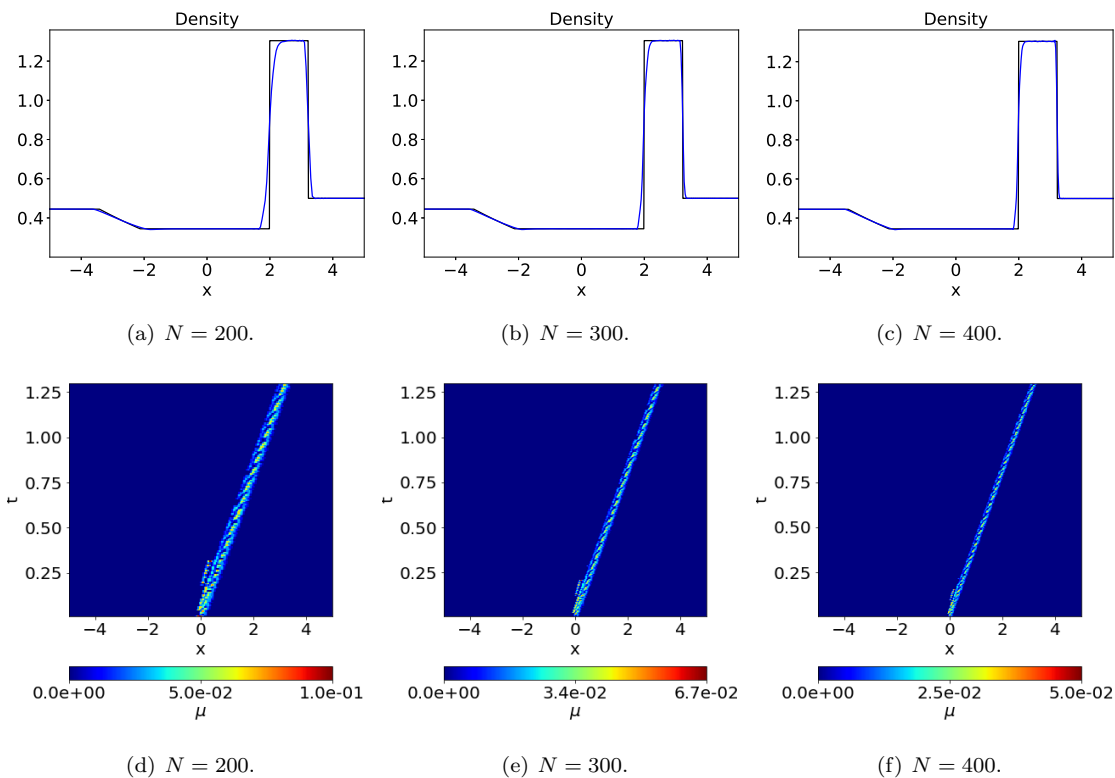 Density Density Density
1.2 1.2 1.2
1.0 1.0 1.0
0.8 0.8 0.8
0.6 0.6 0.6
0.4 0.4 0.4
−4 −2 0 2 4 −4 −2 0 2 4 −4 −2 0 2 4
x x x
(a) N = 200. (b) N = 300. (c) N = 400.
1.25 1.25 1.25
1.00 1.00 1.00
0.75 0.75 0.75
t t t
0.50 0.50 0.50
0.25 0.25 0.25
−4 −2 0 2 4 −4 −2 0 2 4 −4 −2 0 2 4
x x x
0.0e+00 5.0e-02 1.0e-01 0.0e+00 3.4e-02 6.7e-02 0.0e+00 2.5e-02 5.0e-02
μ μ μ
(d) N = 200. (e) N = 300. (f) N = 400.